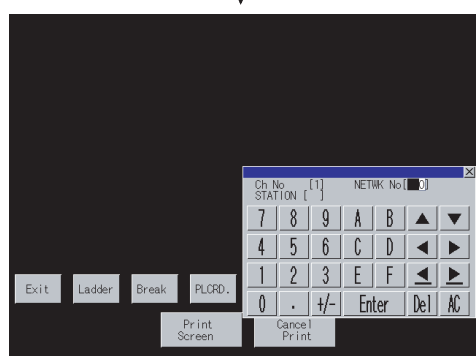 Ch No [1] NETWK No[ 0]
STATION [ ]
7 8 9 A B ▲ ▼
4 5 6 C D ◀ ▶
1 2 3 E F ◀ ▶
0 . +/- Enter Del AC
Exit Ladder Break PLCRD.
Print Screen
Cancel Print